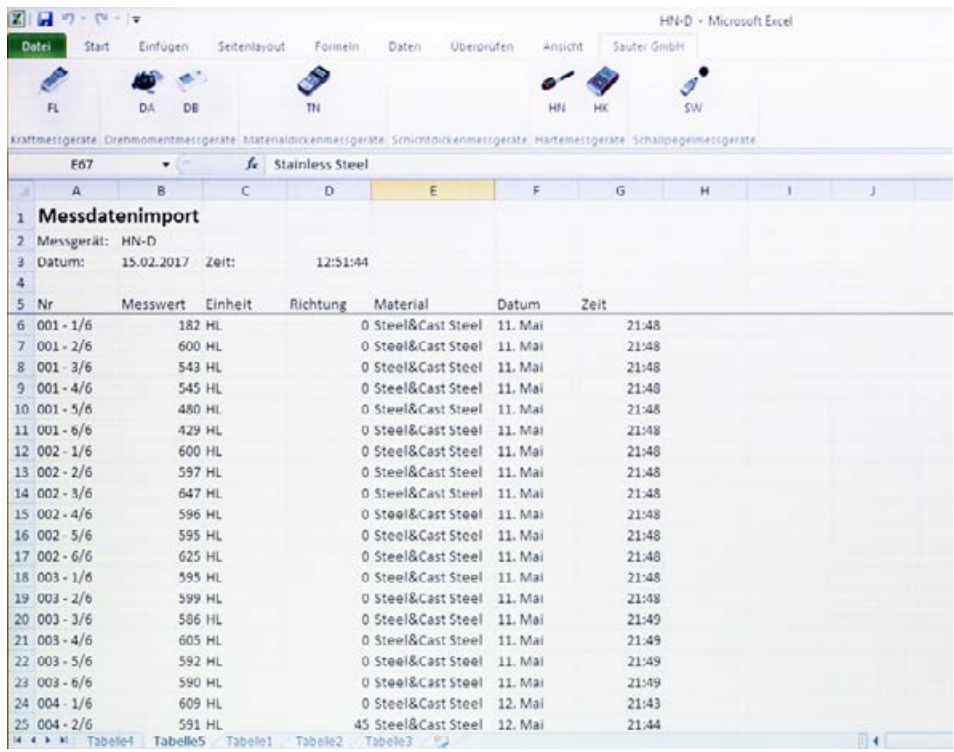 HN-D - Microsoft Excel
Datei Start Einfügen Seitenlayout Formeln Daten Überprüfen Ansicht Sauter GmbH
FL DA DB TN HN HK SW
Kraftmessgeräte Drehmomentmessgeräte Materialdickenmessgeräte Schichtdickenmessgeräte Härtemessgeräte Schallpegelmessgeräte
E67 fx Stainless Steel
A B C D E F G H I J
1 Messdatenimport
2 Messgerät: HN-D
3 Datum: 15.02.2017 Zeit: 12:51:44
4
5 Nr Messwert Einheit Richtung Material Datum Zeit
6 001 - 1/6 182 HL 0 Steel&Cast Steel 11. Mai 21:48
7 001 - 2/6 600 HL 0 Steel&Cast Steel 11. Mai 21:48
8 001 - 3/6 543 HL 0 Steel&Cast Steel 11. Mai 21:48
9 001 - 4/6 545 HL 0 Steel&Cast Steel 11. Mai 21:48
10 001 - 5/6 480 HL 0 Steel&Cast Steel 11. Mai 21:48
11 001 - 6/6 429 HL 0 Steel&Cast Steel 11. Mai 21:48
12 002 - 1/6 600 HL 0 Steel&Cast Steel 11. Mai 21:48
13 002 - 2/6 597 HL 0 Steel&Cast Steel 11. Mai 21:48
14 002 - 3/6 647 HL 0 Steel&Cast Steel 11. Mai 21:48
15 002 - 4/6 596 HL 0 Steel&Cast Steel 11. Mai 21:48
16 002 - 5/6 595 HL 0 Steel&Cast Steel 11. Mai 21:48
17 002 - 6/6 625 HL 0 Steel&Cast Steel 11. Mai 21:48
18 003 - 1/6 595 HL 0 Steel&Cast Steel 11. Mai 21:48
19 003 - 2/6 599 HL 0 Steel&Cast Steel 11. Mai 21:48
20 003 - 3/6 586 HL 0 Steel&Cast Steel 11. Mai 21:49
21 003 - 4/6 605 HL 0 Steel&Cast Steel 11. Mai 21:49
22 003 - 5/6 592 HL 0 Steel&Cast Steel 11. Mai 21:49
23 003 - 6/6 590 HL 0 Steel&Cast Steel 11. Mai 21:49
24 004 - 1/6 609 HL 0 Steel&Cast Steel 12. Mai 21:43
25 004 - 2/6 591 HL 45 Steel&Cast Steel 12. Mai 21:44
Tabelle4 Tabelle5 Tabelle1 Tabelle2 Tabelle3